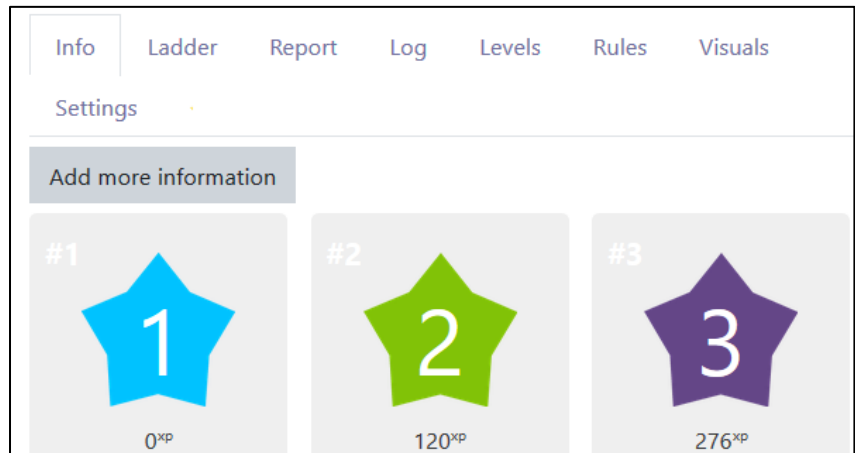 Info Ladder Report Log Levels Rules Visuals
Settings
Add more information
#1 #2 #3
1 2 3
0xp 120xp 276xp